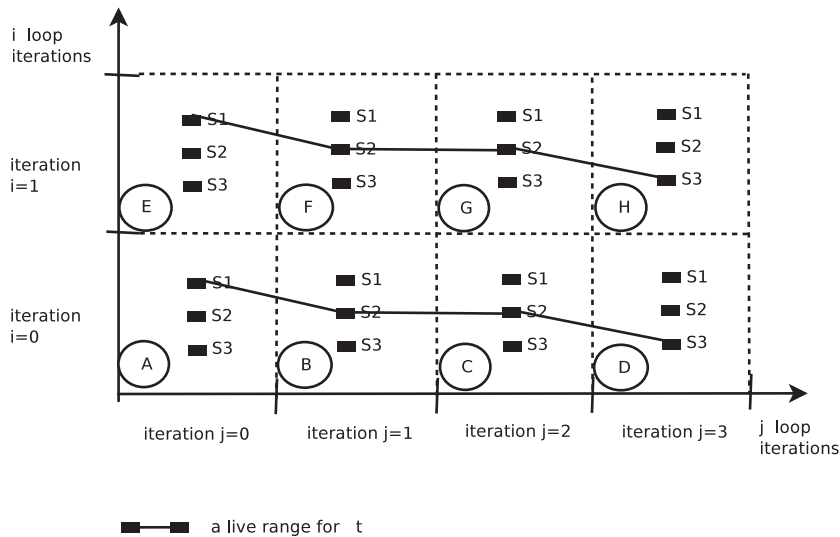 i loop
iterations
S1 S1 S1 S1
S2 S2 S2 S2
S3 S3 S3 S3
iteration
i=1
E F G H
S1 S1 S1 S1
S2 S2 S2 S2
S3 S3 S3 S3
iteration
i=0
A B C D
iteration j=0 iteration j=1 iteration j=2 iteration j=3
j loop
iterations
a live range for t